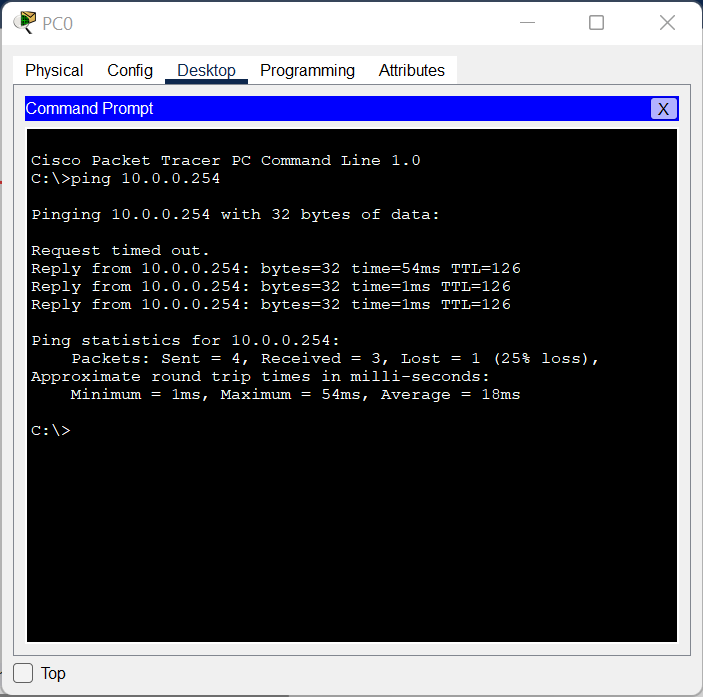 PC0
Physical Config Desktop Programming Attributes
Command Prompt X
Cisco Packet Tracer PC Command Line 1.0
C:\>ping 10.0.0.254
Pinging 10.0.0.254 with 32 bytes of data:
Request timed out.
Reply from 10.0.0.254: bytes=32 time=54ms TTL=126
Reply from 10.0.0.254: bytes=32 time=1ms TTL=126
Reply from 10.0.0.254: bytes=32 time=1ms TTL=126
Ping statistics for 10.0.0.254:
Packets: Sent = 4, Received = 3, Lost = 1 (25% loss),
Approximate round trip times in milli-seconds:
Minimum = 1ms, Maximum = 54ms, Average = 18ms
C:\>
Top